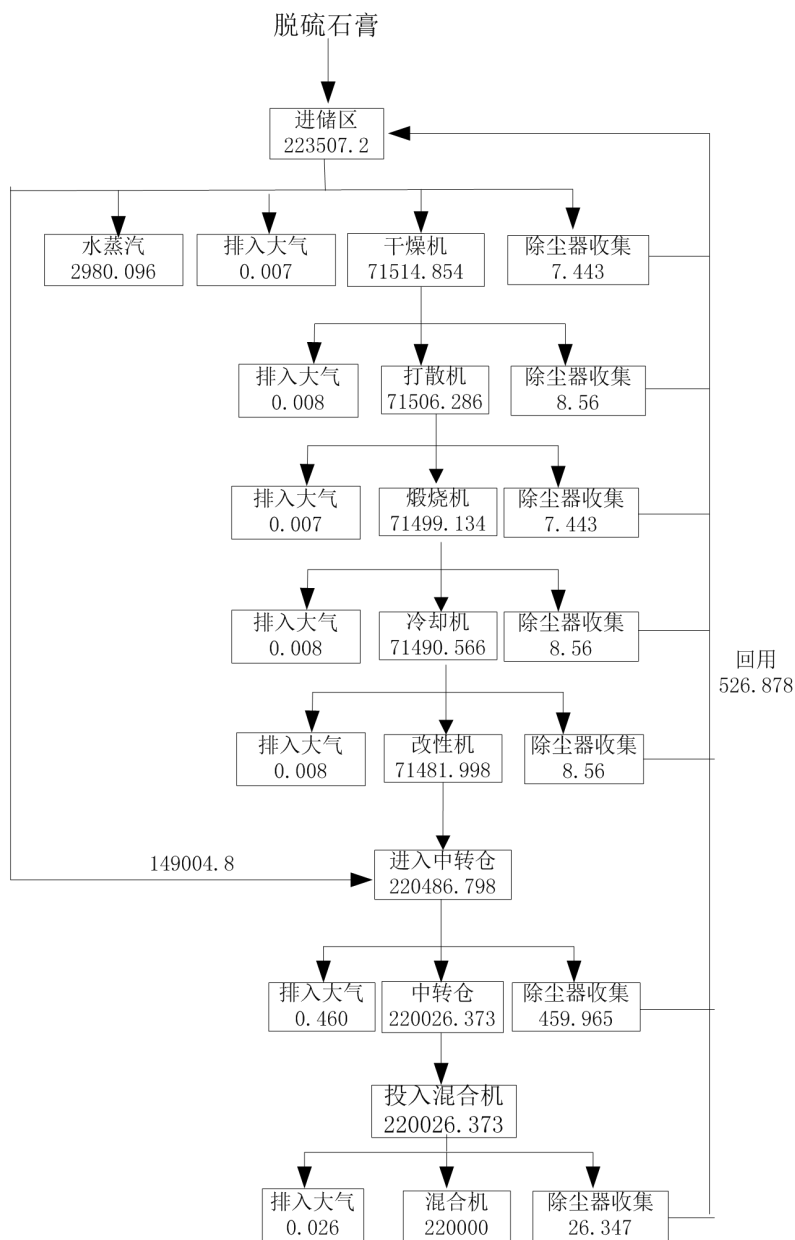 脱硫石膏
进储区
223507.2
水蒸汽
2980.096
排入大气
0.007
干燥机
71514.854
除尘器收集
7.443
排入大气
0.008
打散机
71506.286
除尘器收集
8.56
排入大气
0.007
煅烧机
71499.134
除尘器收集
7.443
排入大气
0.008
冷却机
71490.566
除尘器收集
8.56
回用
526.878
排入大气
0.008
改性机
71481.998
除尘器收集
8.56
149004.8
进入中转仓
220486.798
排入大气
0.460
中转仓
220026.373
除尘器收集
459.965
投入混合机
220026.373
排入大气
0.026
混合机
220000
除尘器收集
26.347